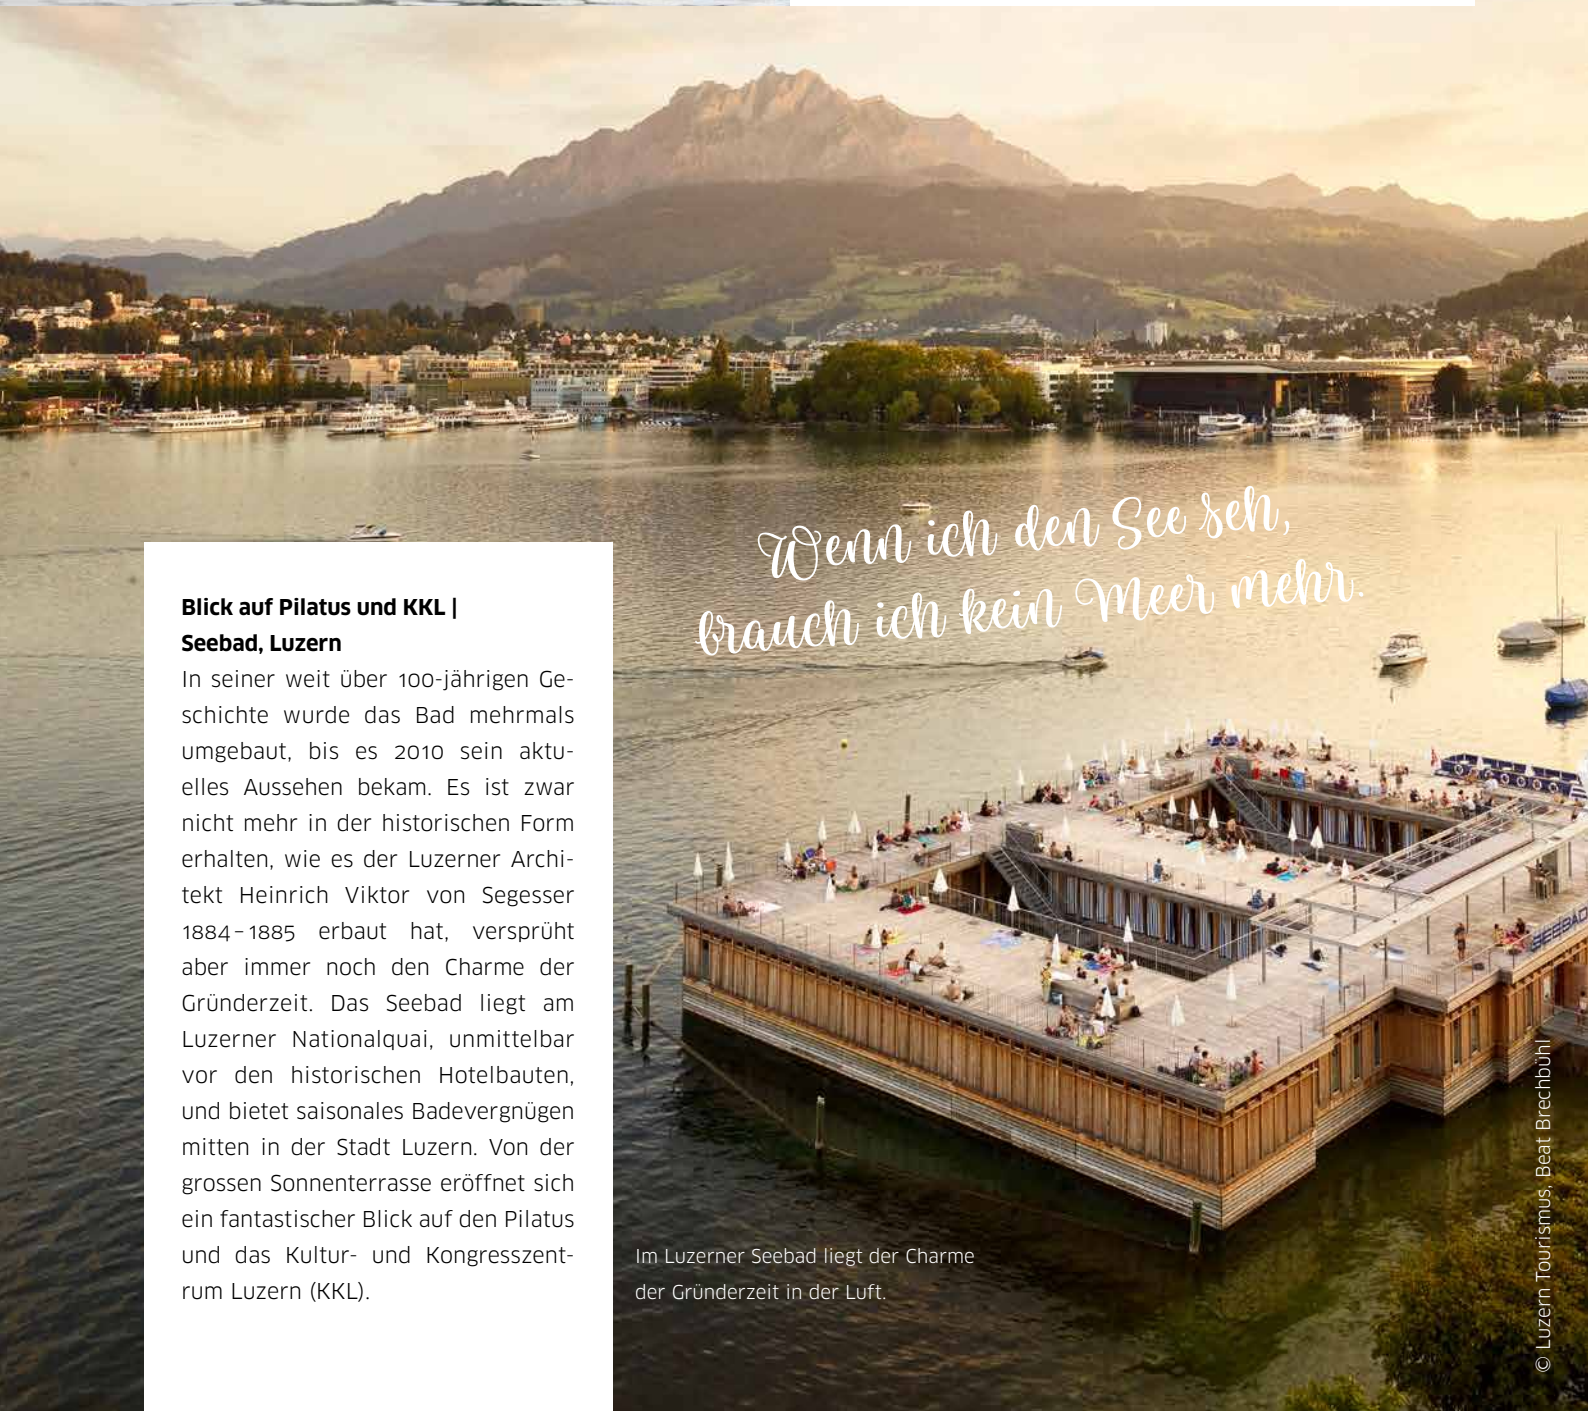 Wenn ich den See seh,
brauch ich kein Meer mehr.
Blick auf Pilatus und KKL |
Seebad, Luzern
In seiner weit über 100-jährigen Ge-
schichte wurde das Bad mehrmals
umgebaut, bis es 2010 sein aktu-
elles Aussehen bekam. Es ist zwar
nicht mehr in der historischen Form
erhalten, wie es der Luzerner Archi-
tekt Heinrich Viktor von Segesser
1884–1885 erbaut hat, versprüht
aber immer noch den Charme der
Gründerzeit. Das Seebad liegt am
Luzerner Nationalquai, unmittelbar
vor den historischen Hotelbauten,
und bietet saisonales Badevergnügen
mitten in der Stadt Luzern. Von der
grossen Sonnenterrasse eröffnet sich
ein fantastischer Blick auf den Pilatus
und das Kultur- und Kongresszent-
rum Luzern (KKL).
SEEBAD
Im Luzerner Seebad liegt der Charme
der Gründerzeit in der Luft.
© Luzern Tourismus, Beat Brechbühl